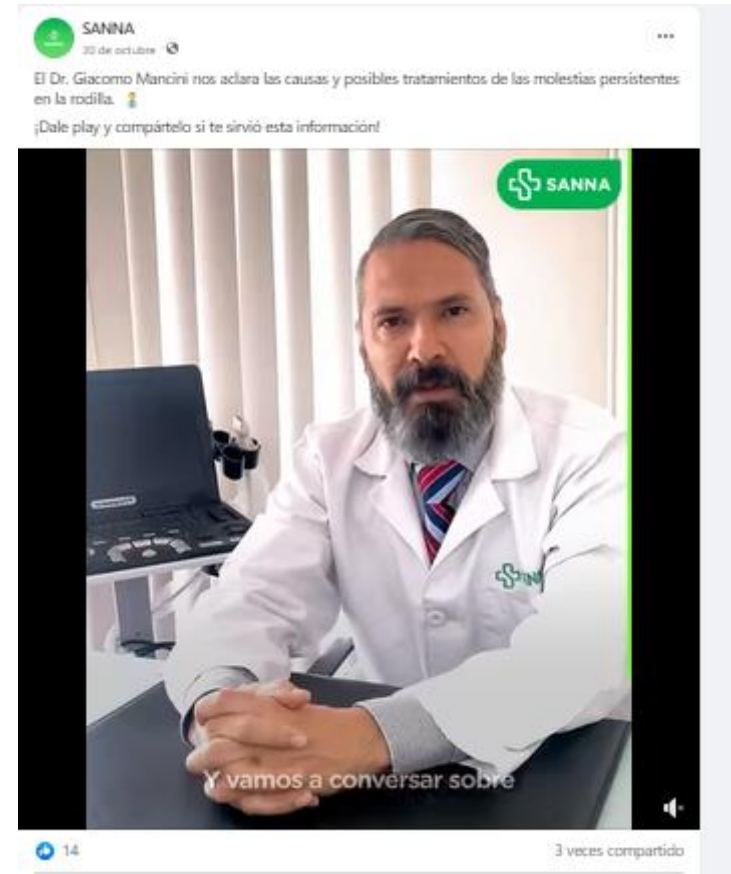 SANNA
20 de octubre
El Dr. Giacomo Mancini nos aclara las causas y posibles tratamientos de las molestias persistentes
en la rodilla.
¡Dale play y compártelo si te sirvió esta información!
SANNA
Y vamos a conversar sobre
14
3 veces compartido